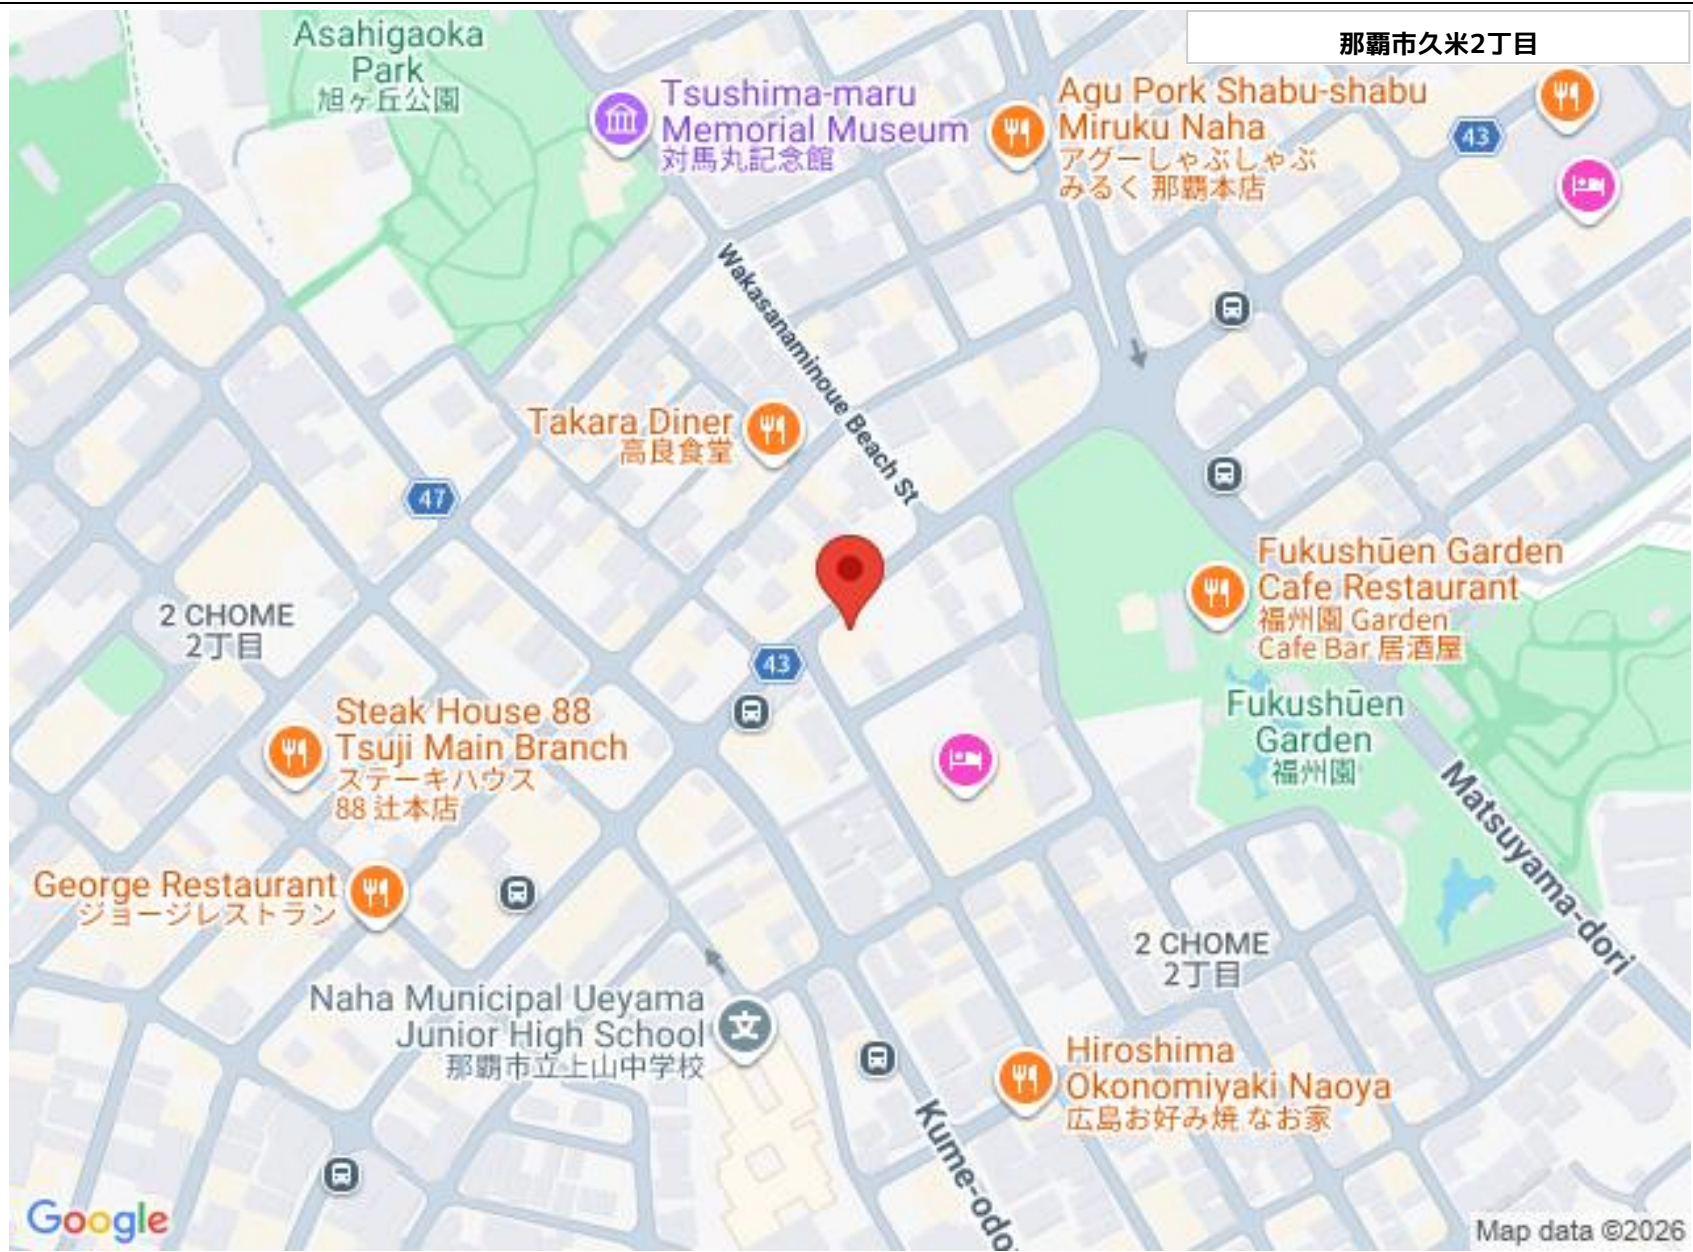 那覇市久米2丁目
Asahigaoka
Park
旭ヶ丘公園
Tsushima-maru
Memorial Museum
対馬丸記念館
Agu Pork Shabu-shabu
Miruku Naha
アグーしゃぶしゃぶ
みるく 那覇本店
43
Wakasanaminoue Beach St
Takara Diner
高良食堂
47
Fukushūen Garden
Cafe Restaurant
福州園 Garden
Cafe Bar 居酒屋
2 CHOME
2丁目
43
Steak House 88
Tsuji Main Branch
ステーキハウス
88 辻本店
Fukushūen
Garden
福州園
Matsuyama-dori
George Restaurant
ジョージレストラン
2 CHOME
2丁目
Naha Municipal Ueyama
Junior High School
那覇市立上山中学校
文
Hiroshima
Okonomiyaki Naoya
広島お好み焼 なお家
Kume-odo
Google
Map data ©2026